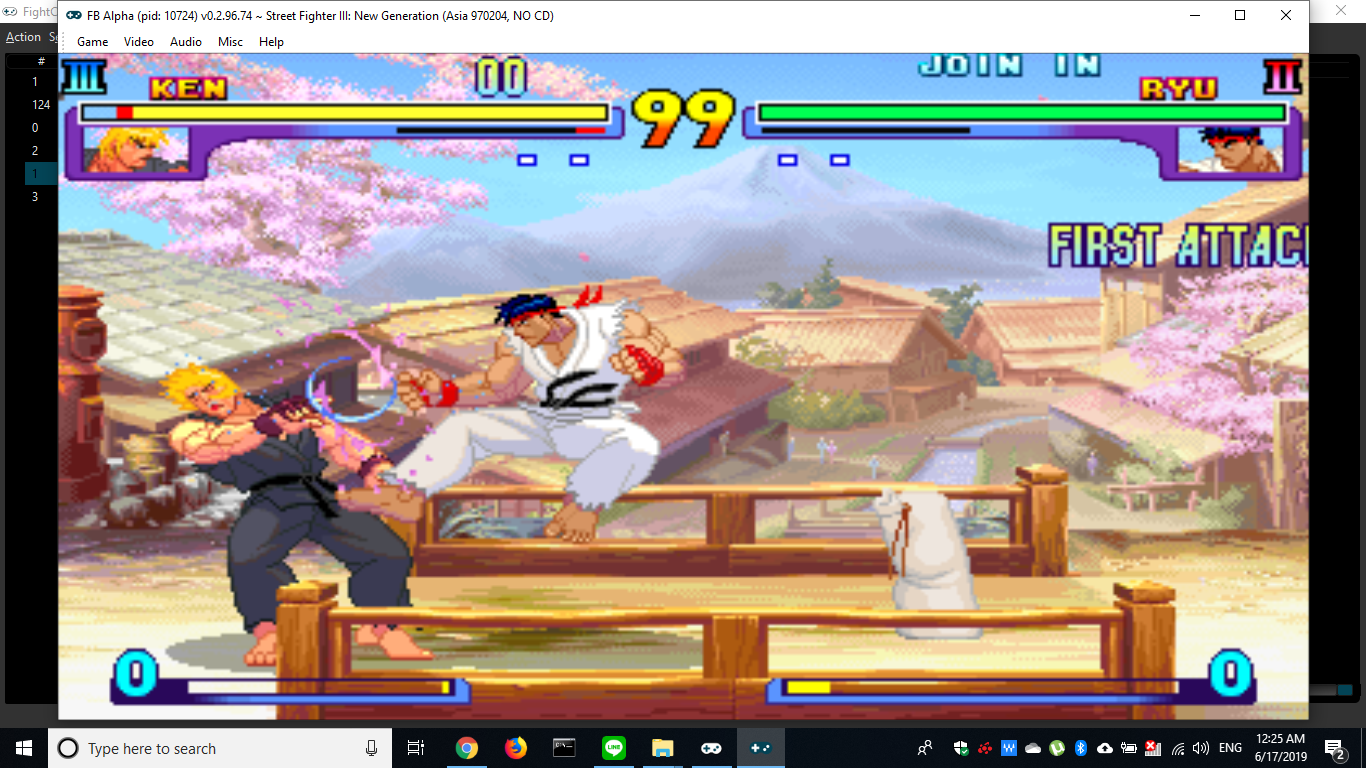 FightC
FB Alpha (pid: 10724) v0.2.96.74 ~ Street Fighter III: New Generation (Asia 970204, NO CD)
Action S
Game Video Audio Misc Help
#
1
124
0
2
1
3
III KEN 00 99 JOIN IN RYU II
FIRST ATTAC
0 0
Type here to search
ENG
12:25 AM
6/17/2019
2
LINE
W